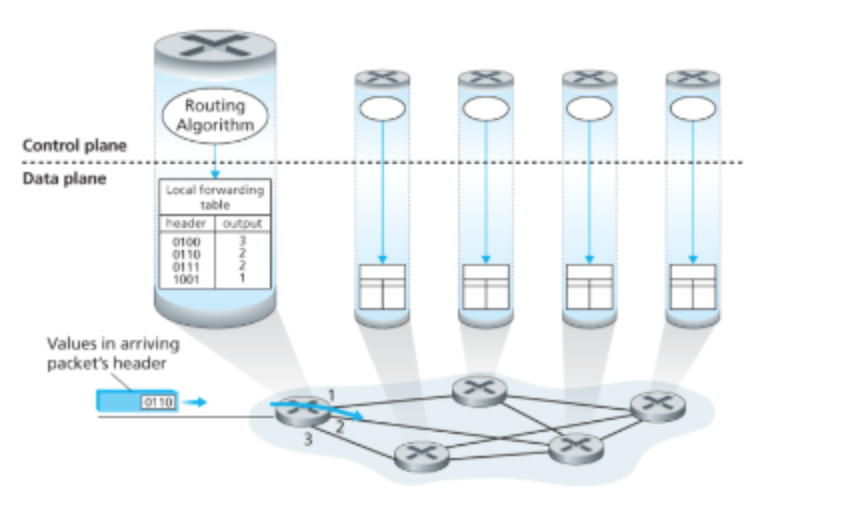 Routing
Algorithm
Control plane
Data plane
Local forwarding
table
header output
0100 3
0110 2
0111 2
1001 1
Values in arriving
packet's header
0110
1
2
3